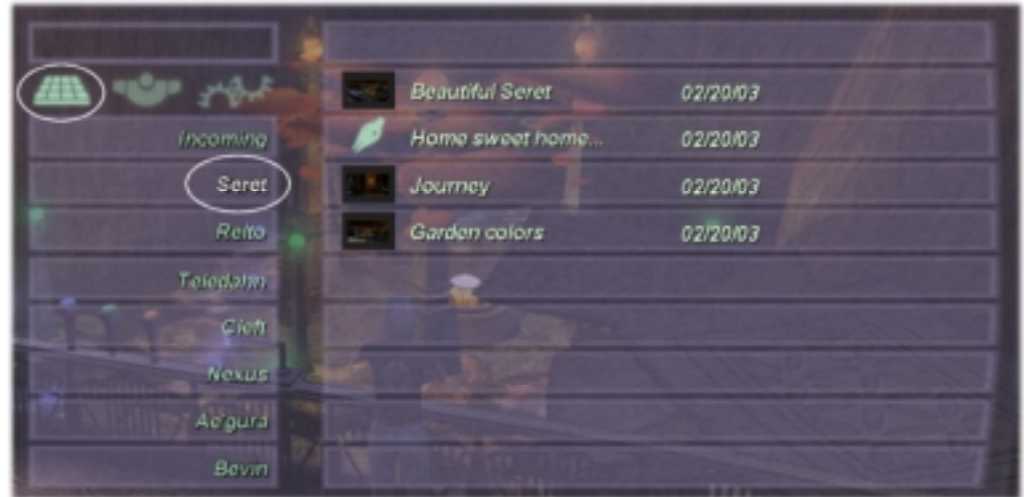 Incoming
Seret
Relto
Teledahn
Cleft
Nexus
Ae'gura
Bevin
Beautiful Seret 02/20/03
Home sweet home... 02/20/03
Journey 02/20/03
Garden colors 02/20/03